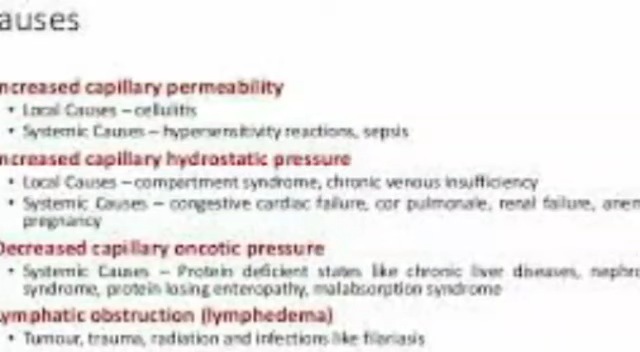 auses
ncreased capillary permeability
• Local Causes – cellulitis
• Systemic Causes – hypersensitivity reactions, sepsis
ncreased capillary hydrostatic pressure
• Local Causes – compartment syndrome, chronic venous insufficiency
• Systemic Causes – congestive cardiac failure, cor pulmonale, renal failure, anem
pregnancy
Decreased capillary oncotic pressure
• Systemic Causes – Protein deficient states like chronic liver diseases, nephro
syndrome, protein losing enteropathy, malabsorption syndrome
ymphatic obstruction (lymphedema)
• Tumour, trauma, radiation and infections like filariasis